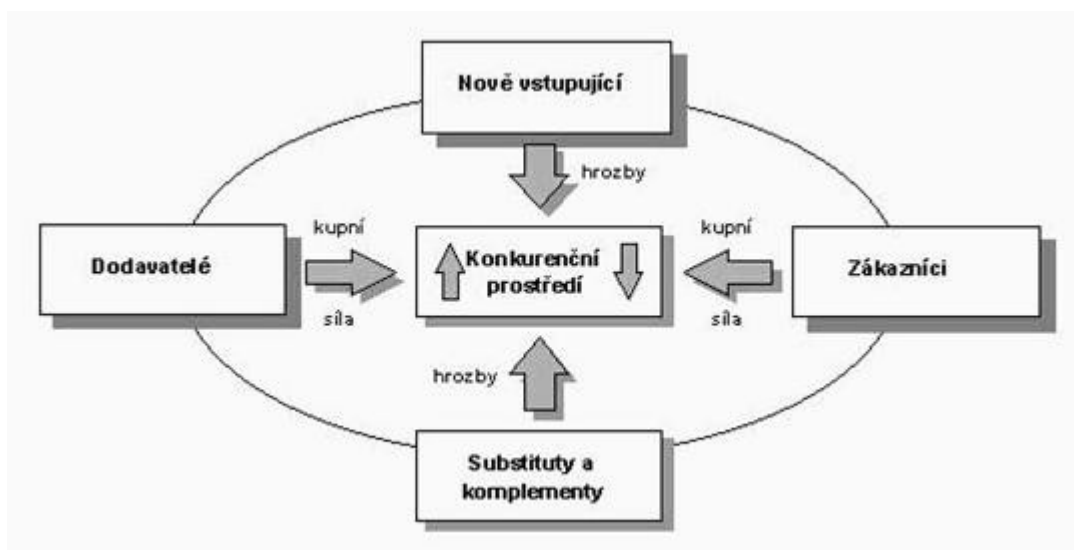 Nově vstupující
hrozby
kupní
kupní
Dodavatelé
Konkurenční
prostředí
Zákazníci
síla
síla
hrozby
Substituty a
komplementy